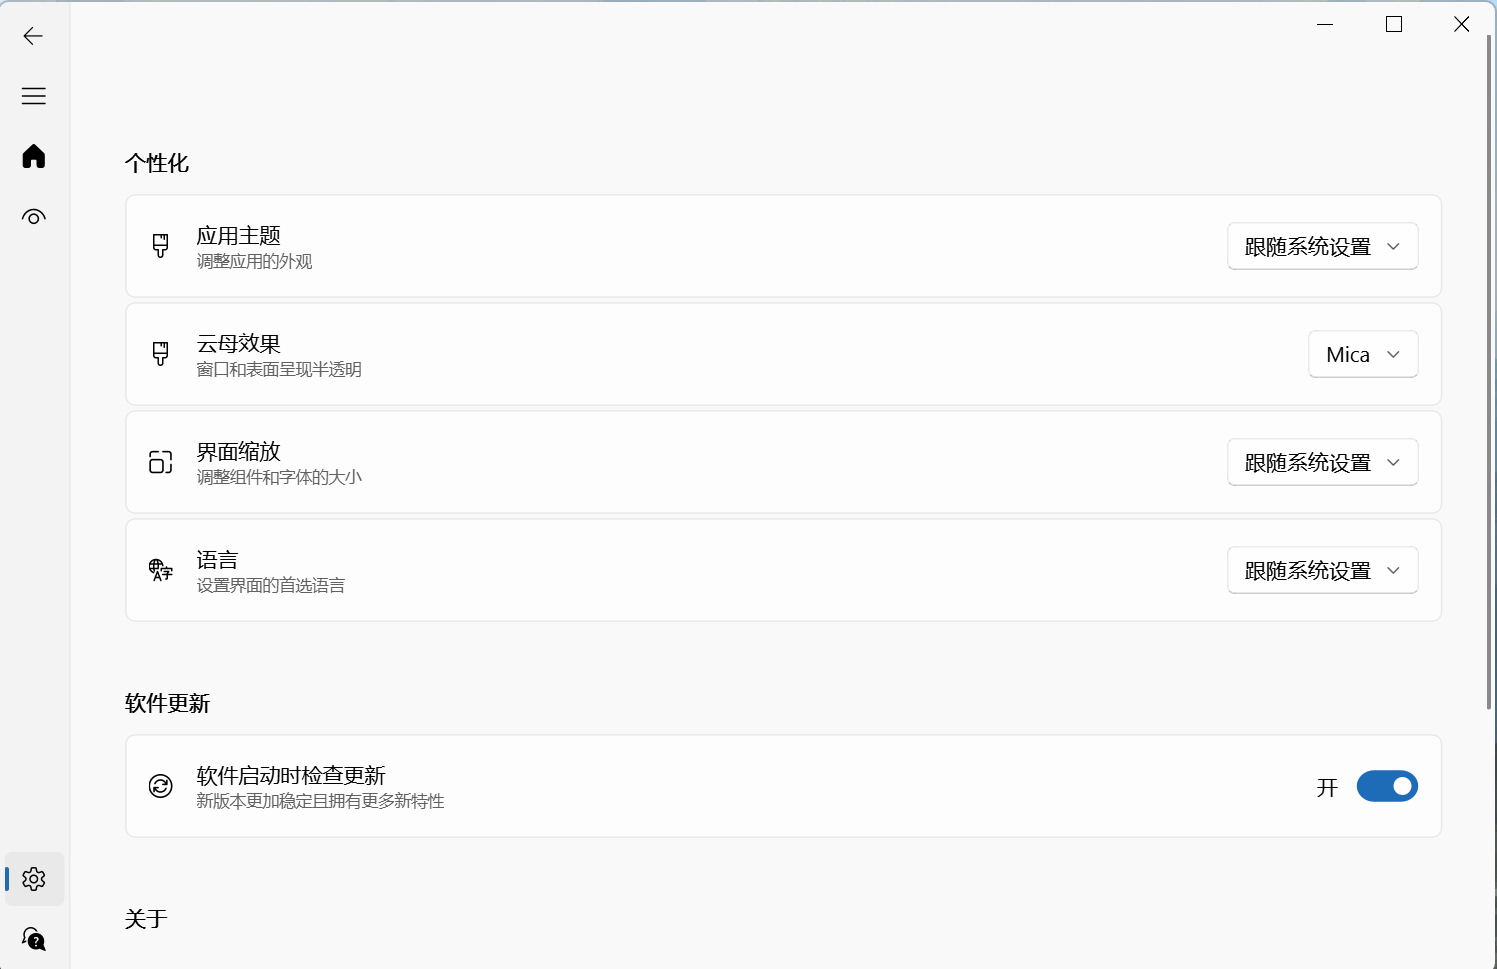 个性化
应用主题
调整应用的外观
跟随系统设置
云母效果
窗口和表面呈现半透明
Mica
界面缩放
调整组件和字体的大小
跟随系统设置
语言
设置界面的首选语言
跟随系统设置
软件更新
软件启动时检查更新
新版本更加稳定且拥有更多新特性
开
关于